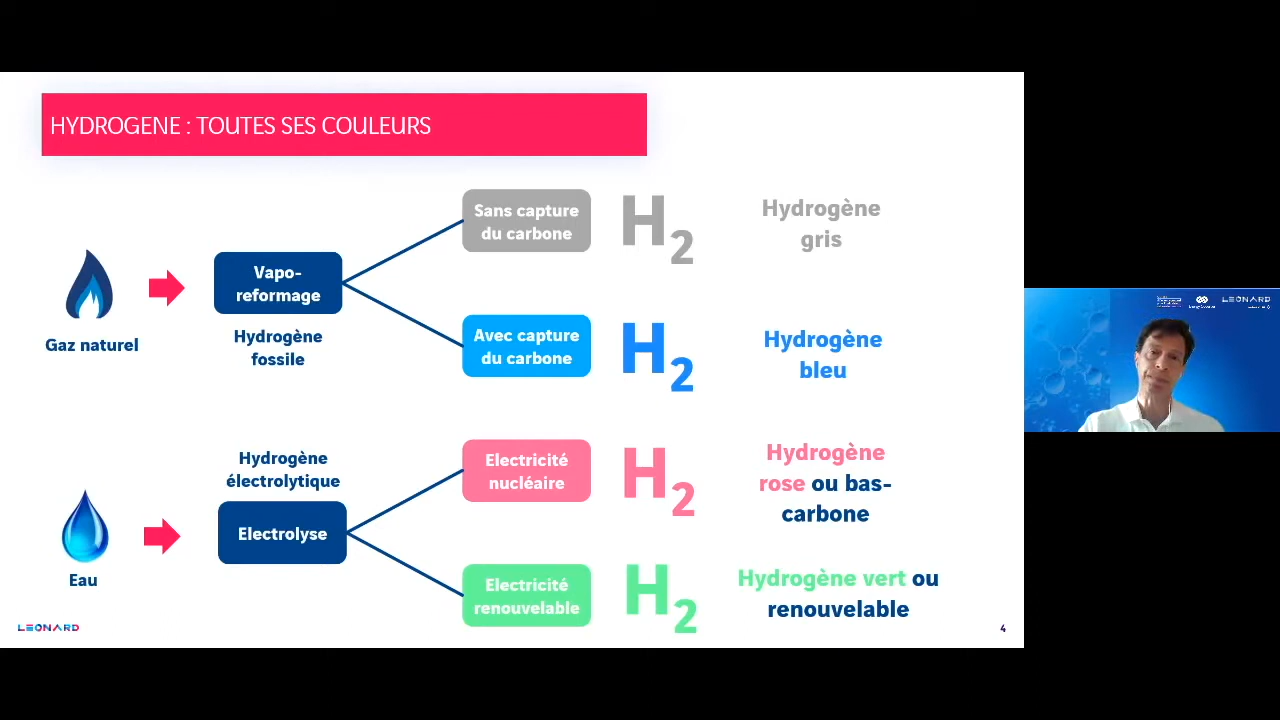 HYDROGENE : TOUTES SES COULEURS
Sans capture
du carbone
H2
Hydrogène
gris
Vapo-
reformage
Gaz naturel
Hydrogène
fossile
Avec capture
du carbone
H2
Hydrogène
bleu
Hydrogène
électrolytique
Electricité
nucléaire
H2
Hydrogène
rose ou bas-
carbone
Electrolyse
Eau
Electricité
renouvelable
H2
Hydrogène vert ou
renouvelable
LEONARD
4
LEONARD